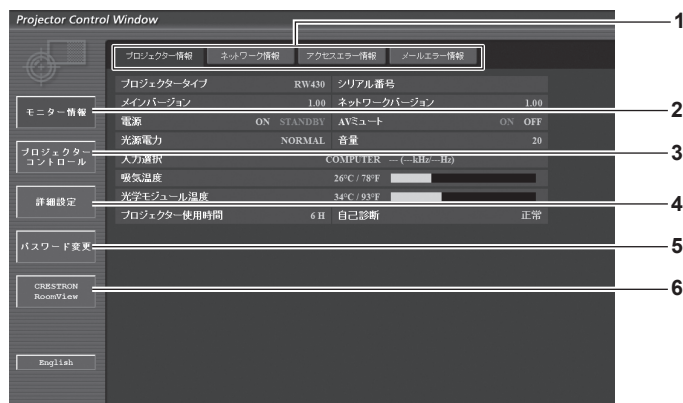 Projector Control Window
1
プロジェクター情報 ネットワーク情報 アクセスエラー情報 メールエラー情報
プロジェクタータイプ RW430 シリアル番号
メインバージョン 1.00 ネットワークバージョン 1.00
モニター情報 2
電源 ON STANDBY AVミュート ON OFF
光源電力 NORMAL 音量 20
プロジェクター
コントロール 3
入力選択 COMPUTER --- (---kHz/---Hz)
吸気温度 26°C / 78°F
光学モジュール温度 34°C / 93°F
詳細設定 4
プロジェクター使用時間 6 H 自己診断 正常
パスワード変更 5
CRESTRON
RoomView 6
English